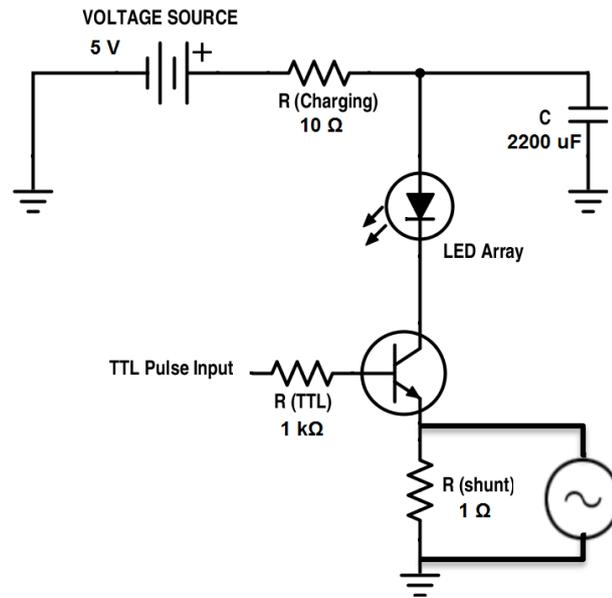 VOLTAGE SOURCE
5 V
+
R (Charging)
10 Ω
C
2200 uF
LED Array
TTL Pulse Input
R (TTL)
1 kΩ
R (shunt)
1 Ω